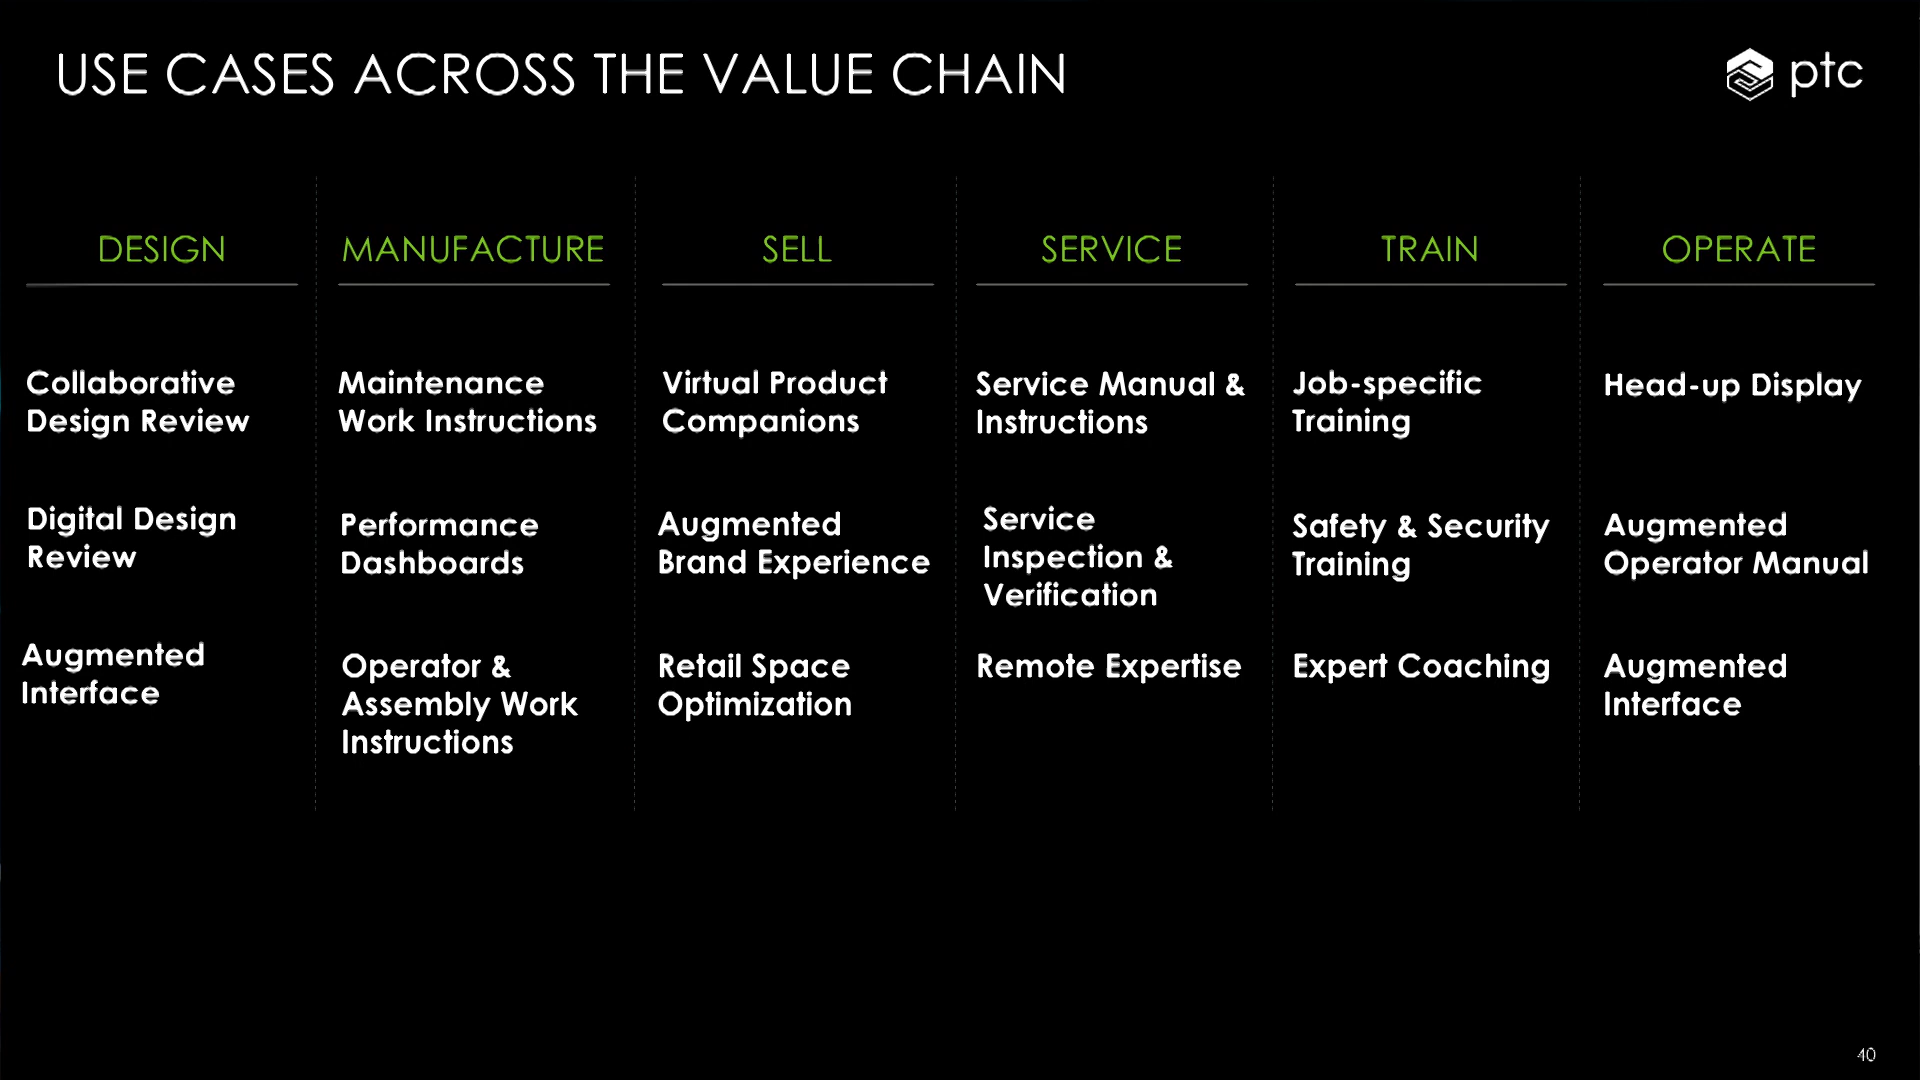 USE CASES ACROSS THE VALUE CHAIN
ptc
DESIGN
Collaborative
Design Review
Digital Design
Review
Augmented
Interface
MANUFACTURE
Maintenance
Work Instructions
Performance
Dashboards
Operator &
Assembly Work
Instructions
SELL
Virtual Product
Companions
Augmented
Brand Experience
Retail Space
Optimization
SERVICE
Service Manual &
Instructions
Service
Inspection &
Verification
Remote Expertise
TRAIN
Job-specific
Training
Safety & Security
Training
Expert Coaching
OPERATE
Head-up Display
Augmented
Operator Manual
Augmented
Interface
40